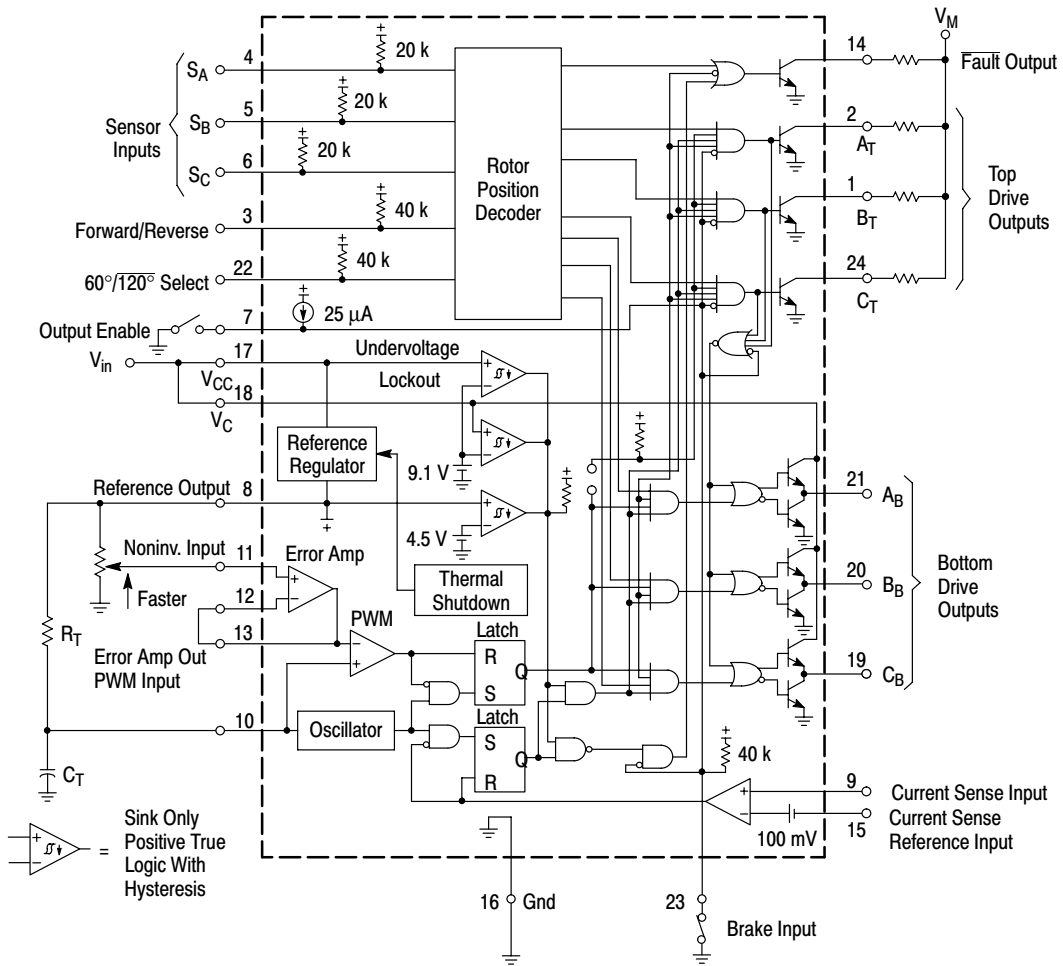 V_M
14
Fault Output
20 k
4
S_A
2
A_T
20 k
5
S_B
Sensor
Inputs
20 k
6
S_C
Rotor
Position
Decoder
1
B_T
Top
Drive
Outputs
40 k
3
Forward/Reverse
40 k
22
60°/120° Select
24
C_T
25 μA
7
Output Enable
V_in
17
V_CC
18
V_C
Undervoltage
Lockout
Reference
Regulator
9.1 V
Reference Output
8
4.5 V
21
A_B
Noninv. Input
11
Error Amp
Faster
12
13
Thermal
Shutdown
20
B_B
Bottom
Drive
Outputs
R_T
PWM
Latch
R
Q
S
Error Amp Out
PWM Input
19
C_B
10
Oscillator
Latch
S
Q
R
40 k
C_T
9
Current Sense Input
15
Current Sense
Reference Input
100 mV
=
Sink Only
Positive True
Logic With
Hysteresis
16
Gnd
23
Brake Input